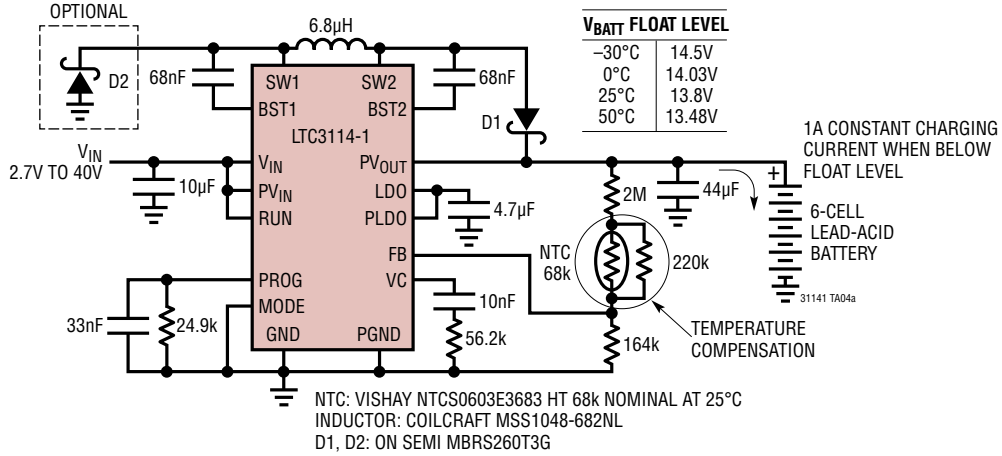 OPTIONAL
D2
68nF
6.8µH
68nF
SW1
SW2
BST1
BST2
LTC3114-1
D1
VBATT FLOAT LEVEL
–30°C 14.5V
0°C 14.03V
25°C 13.8V
50°C 13.48V
VIN
2.7V TO 40V
10µF
VIN
PVOUT
PVIN
LDO
RUN
PLDO
4.7µF
2M
44µF
1A CONSTANT CHARGING
CURRENT WHEN BELOW
FLOAT LEVEL
+
6-CELL
LEAD-ACID
BATTERY
31141 TA04a
FB
NTC
68k
220k
PROG
VC
MODE
10nF
33nF
24.9k
56.2k
GND
PGND
164k
TEMPERATURE
COMPENSATION
NTC: VISHAY NTCS0603E3683 HT 68k NOMINAL AT 25°C
INDUCTOR: COILCRAFT MSS1048-682NL
D1, D2: ON SEMI MBRS260T3G